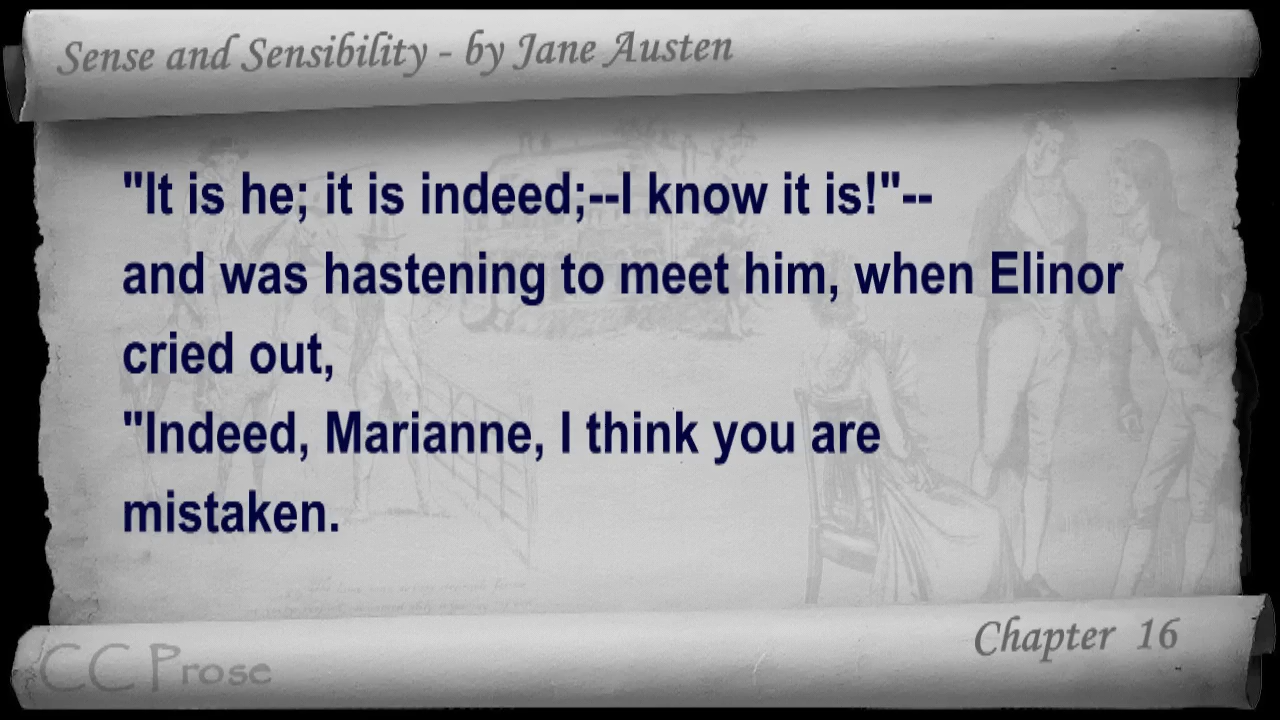 Sense and Sensibility - by Jane Austen
"It is he; it is indeed;--I know it is!"--
and was hastening to meet him, when Elinor
cried out,
"Indeed, Marianne, I think you are
mistaken.
Chapter 16
CC Prose